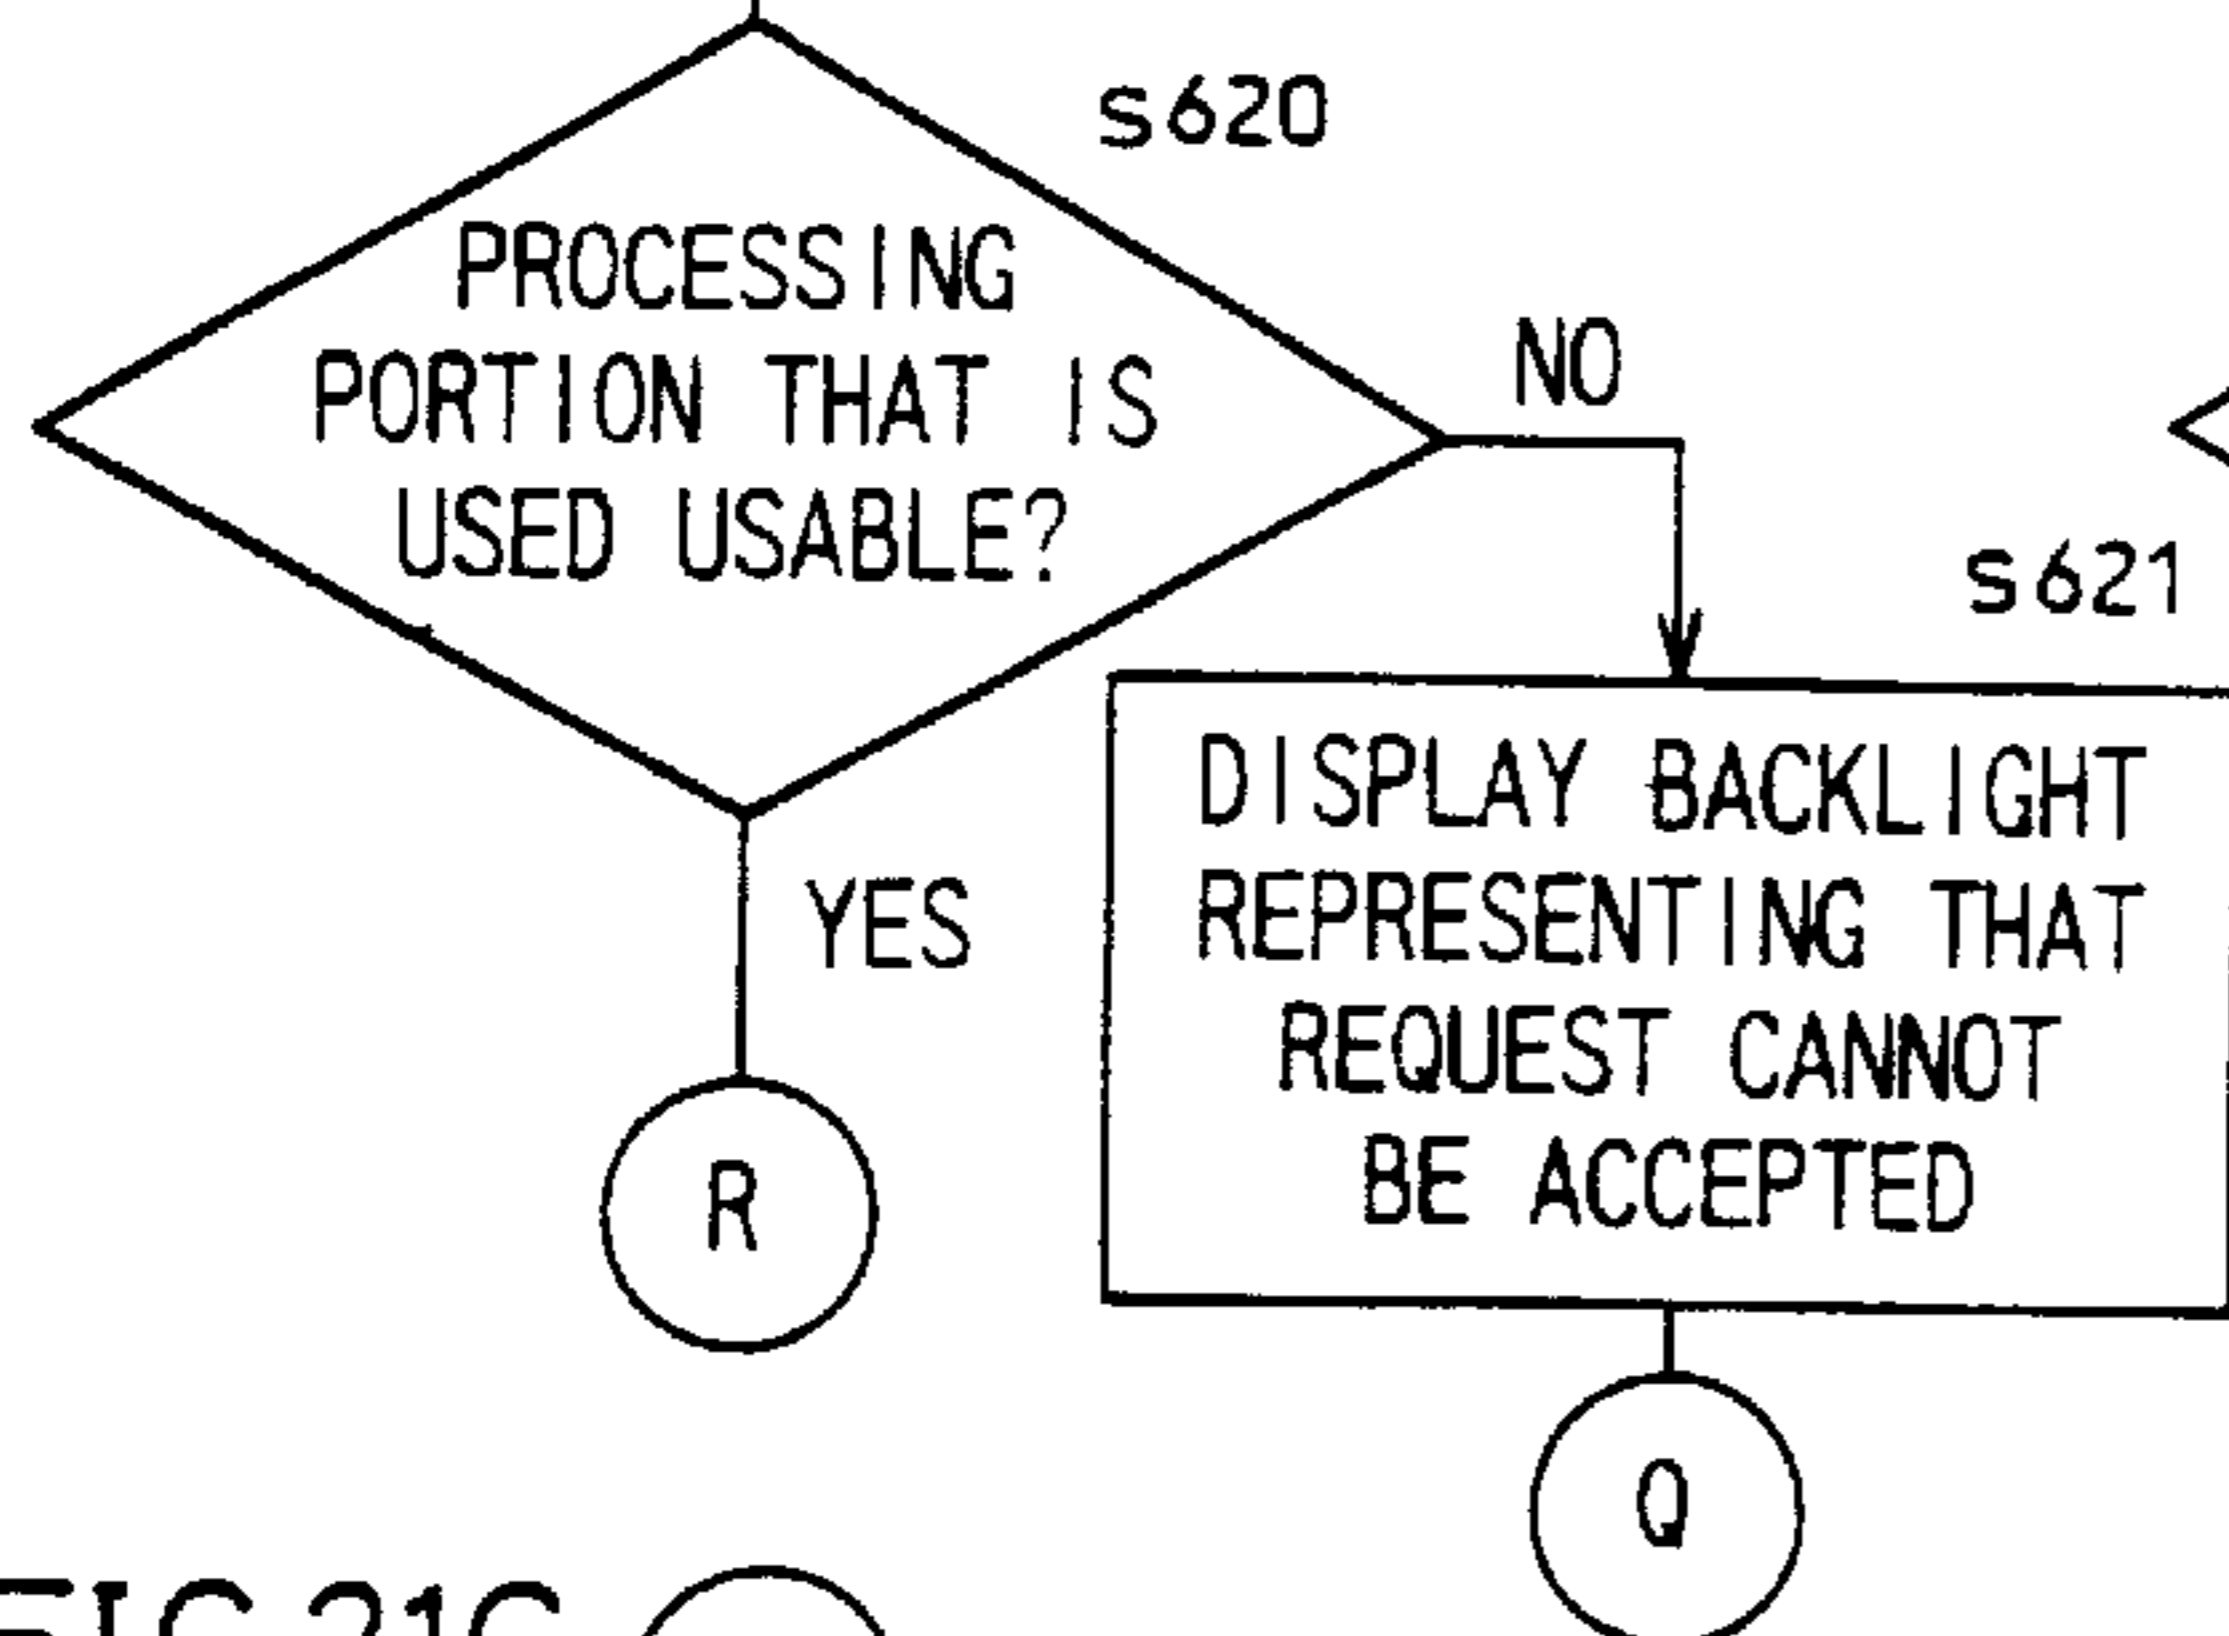 s620
PROCESSING
PORTION THAT IS
USED USABLE?
NO
s621
YES
DISPLAY BACKLIGHT
REPRESENTING THAT
REQUEST CANNOT
BE ACCEPTED
R
Q